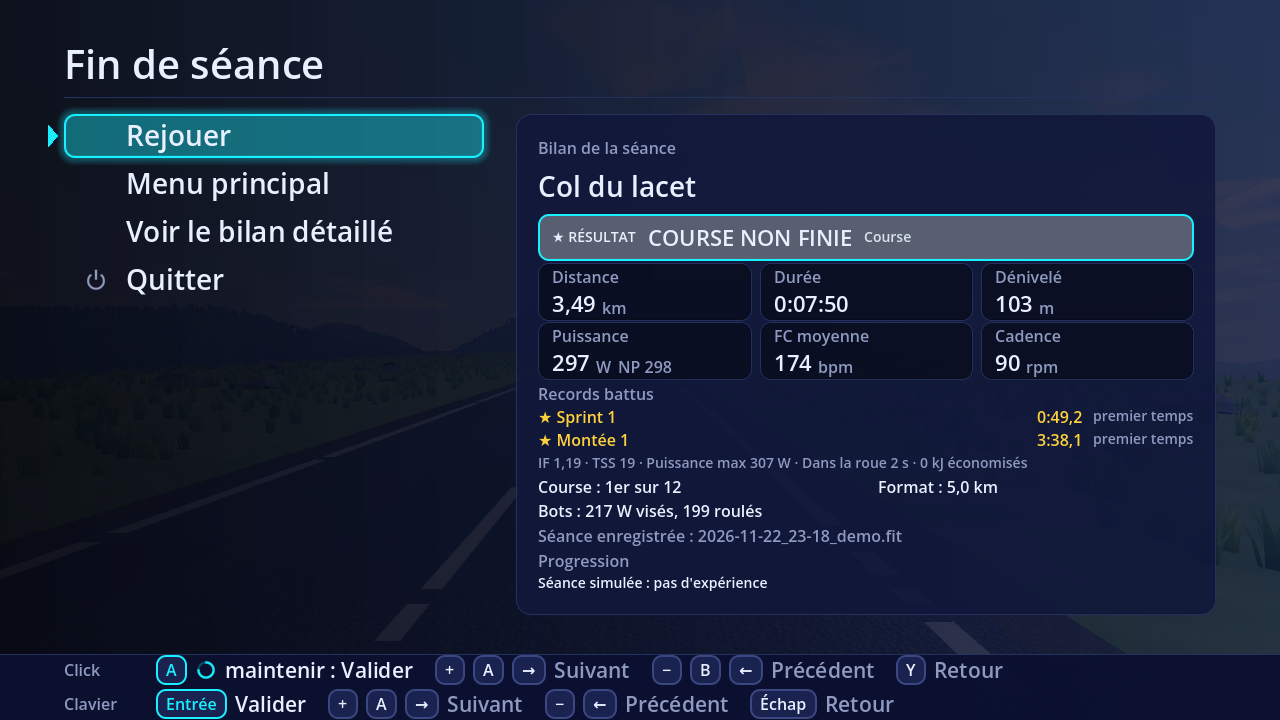 Fin de séance
Rejouer
Menu principal
Voir le bilan détaillé
Quitter
Bilan de la séance
Col du lacet
★ RÉSULTAT COURSE NON FINIE Course
Distance Durée Dénivelé
3,49 km 0:07:50 103 m
Puissance FC moyenne Cadence
297 W NP 298 174 bpm 90 rpm
Records battus
★ Sprint 1 0:49,2 premier temps
★ Montée 1 3:38,1 premier temps
IF 1,19 · TSS 19 · Puissance max 307 W · Dans la roue 2 s · 0 kJ économisés
Course : 1er sur 12 Format : 5,0 km
Bots : 217 W visés, 199 roulés
Séance enregistrée : 2026-11-22_23-18_demo.fit
Progression
Séance simulée : pas d'expérience
Click A maintenir : Valider + A → Suivant − B ← Précédent Y Retour
Clavier Entrée Valider + A → Suivant − ← Précédent Échap Retour